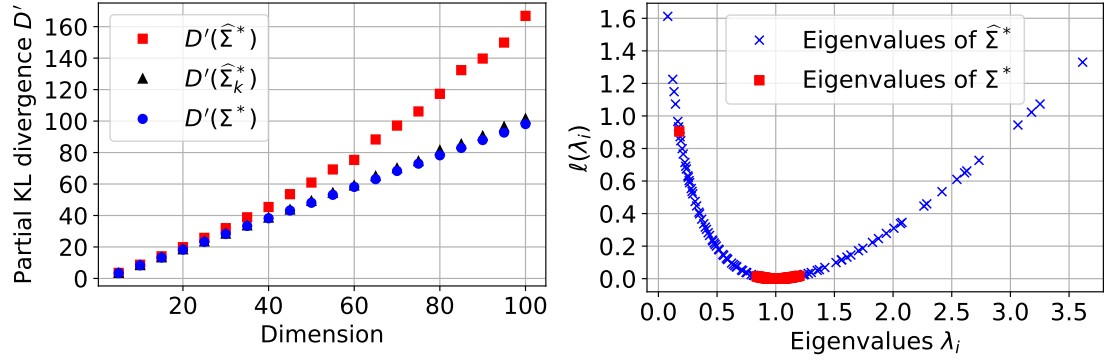 Partial KL divergence D′
160
140
120
100
80
60
40
20
0
D′(Σ̂*)
D′(Σ̂*ₖ)
D′(Σ*)
20 40 60 80 100
Dimension
ℓ(λᵢ)
1.6
1.4
1.2
1.0
0.8
0.6
0.4
0.2
0.0
Eigenvalues of Σ̂*
Eigenvalues of Σ*
0.0 0.5 1.0 1.5 2.0 2.5 3.0 3.5
Eigenvalues λᵢ